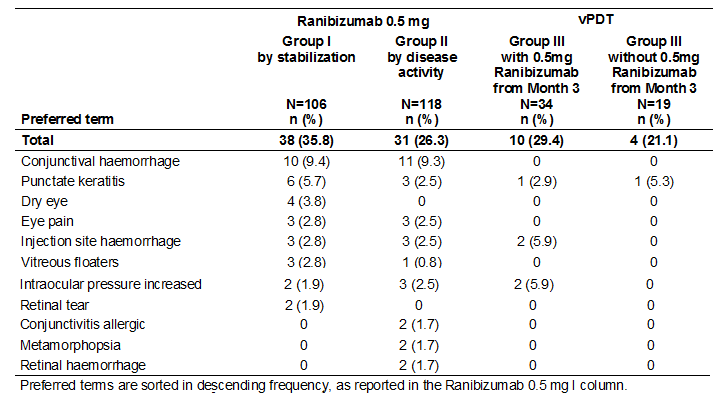 Ranibizumab 0.5 mg vPDT
Group I Group II Group III Group III
by stabilization by disease with 0.5mg without 0.5mg
activity Ranibizumab Ranibizumab
from Month 3 from Month 3
N=106 N=118 N=34 N=19
Preferred term n (%) n (%) n (%) n (%)
Total 38 (35.8) 31 (26.3) 10 (29.4) 4 (21.1)
Conjunctival haemorrhage 10 (9.4) 11 (9.3) 0 0
Punctate keratitis 6 (5.7) 3 (2.5) 1 (2.9) 1 (5.3)
Dry eye 4 (3.8) 0 0 0
Eye pain 3 (2.8) 3 (2.5) 0 0
Injection site haemorrhage 3 (2.8) 3 (2.5) 2 (5.9) 0
Vitreous floaters 3 (2.8) 1 (0.8) 0 0
Intraocular pressure increased 2 (1.9) 3 (2.5) 2 (5.9) 0
Retinal tear 2 (1.9) 0 0 0
Conjunctivitis allergic 0 2 (1.7) 0 0
Metamorphopsia 0 2 (1.7) 0 0
Retinal haemorrhage 0 2 (1.7) 0 0
Preferred terms are sorted in descending frequency, as reported in the Ranibizumab 0.5 mg I column.